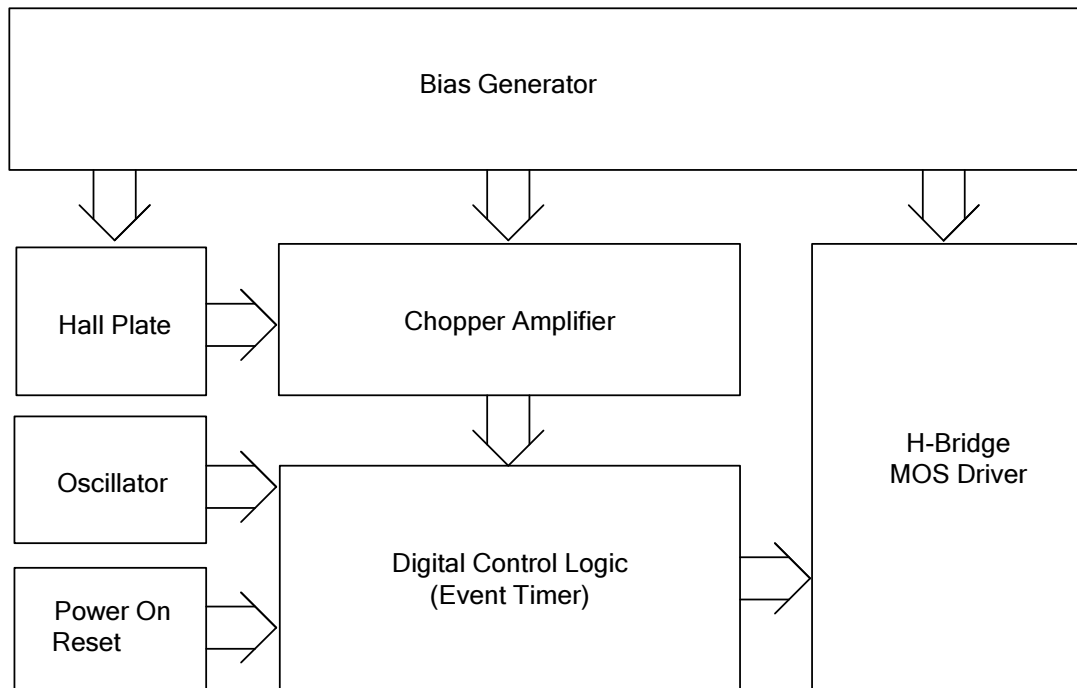 Bias Generator
Hall Plate
Chopper Amplifier
Oscillator
H-Bridge
MOS Driver
Digital Control Logic
(Event Timer)
Power On
Reset